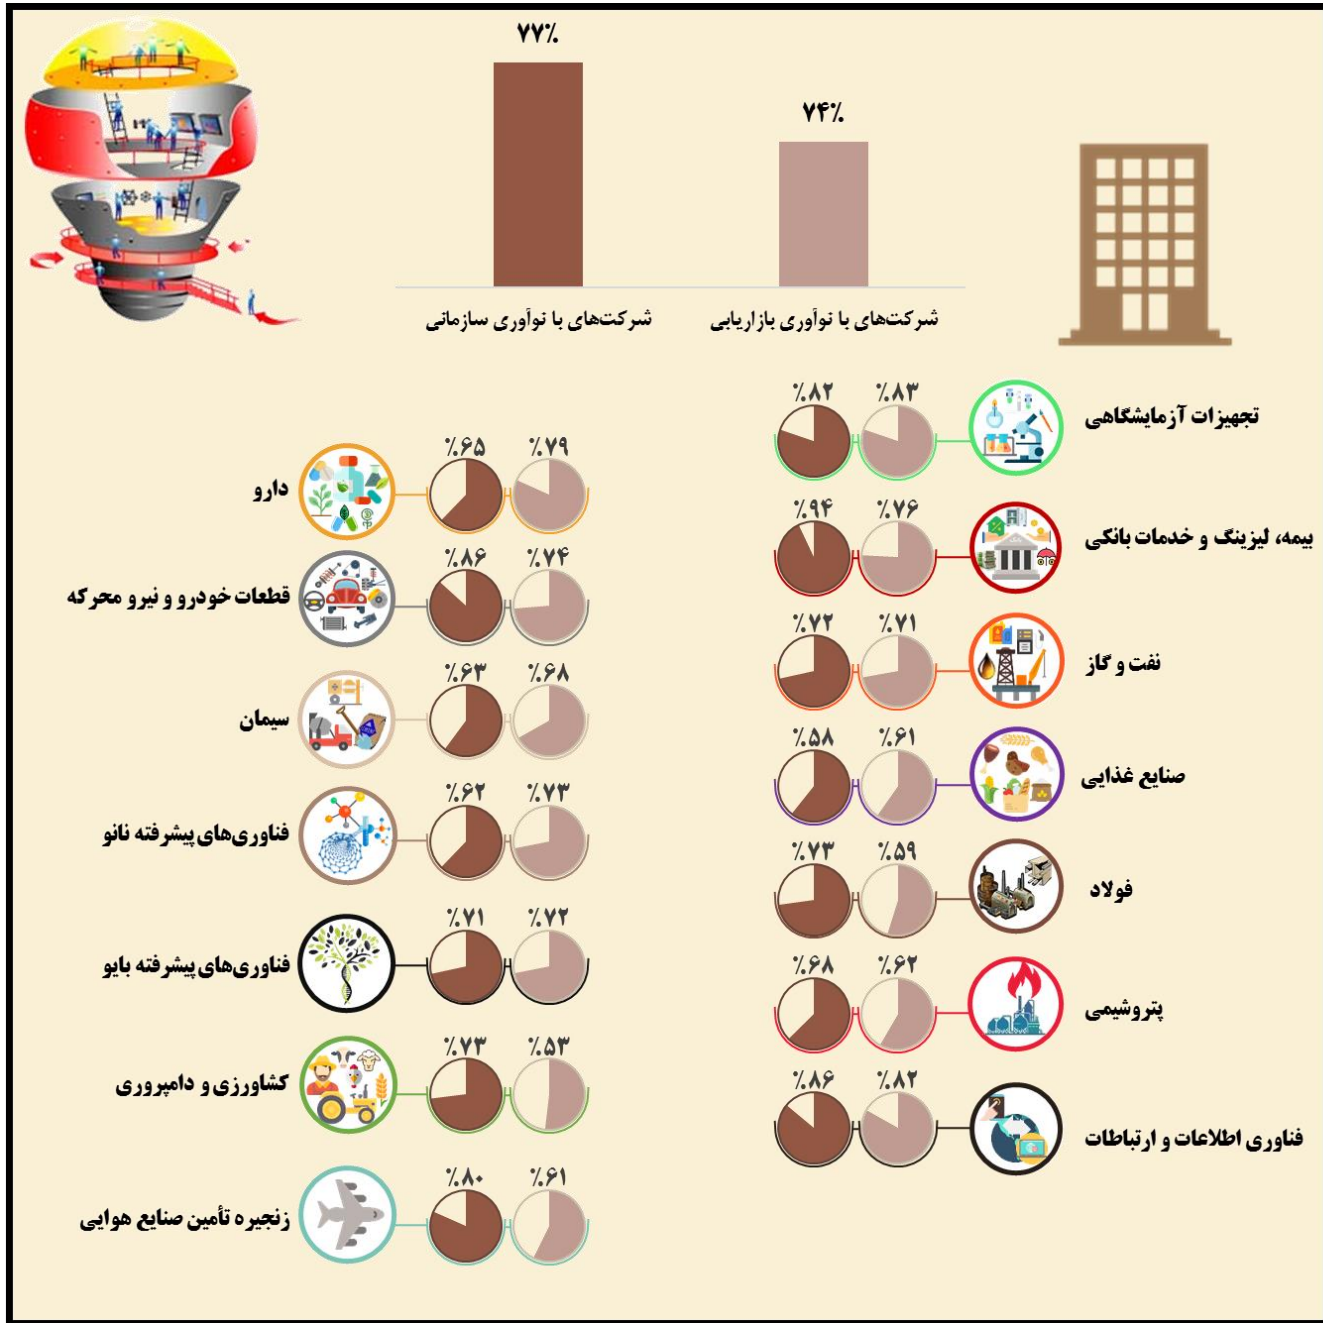 ۷۷%
۷۴%
شرکت‌های با نوآوری بازاریابی
شرکت‌های با نوآوری سازمانی
تجهیزات آزمایشگاهی
%۸۳
%۸۲
بیمه، لیزینگ و خدمات بانکی
%۷۶
%۹۴
نفت و گاز
%۷۱
%۷۲
صنایع غذایی
%۶۱
%۵۸
فولاد
%۵۹
%۷۳
پتروشیمی
%۶۲
%۶۸
فناوری اطلاعات و ارتباطات
%۸۲
%۸۶
%۷۹
%۶۵
دارو
%۷۴
%۸۶
قطعات خودرو و نیرو محرکه
%۶۸
%۶۳
سیمان
%۷۳
%۶۲
فناوری‌های پیشرفته نانو
%۷۲
%۷۱
فناوری‌های پیشرفته بایو
%۵۳
%۷۳
کشاورزی و دامپروری
%۶۱
%۸۰
زنجیره تأمین صنایع هوایی